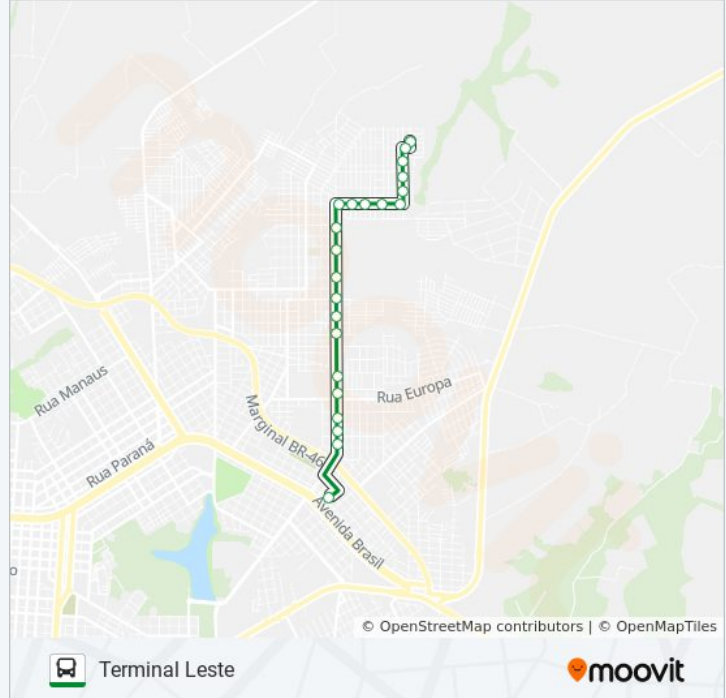 Rua Manaus
Rua Europa
Marginal BR-46
Rua Paraná
Avenida Brasil
o
© OpenStreetMap contributors | © OpenMapTiles
Terminal Leste
moovit